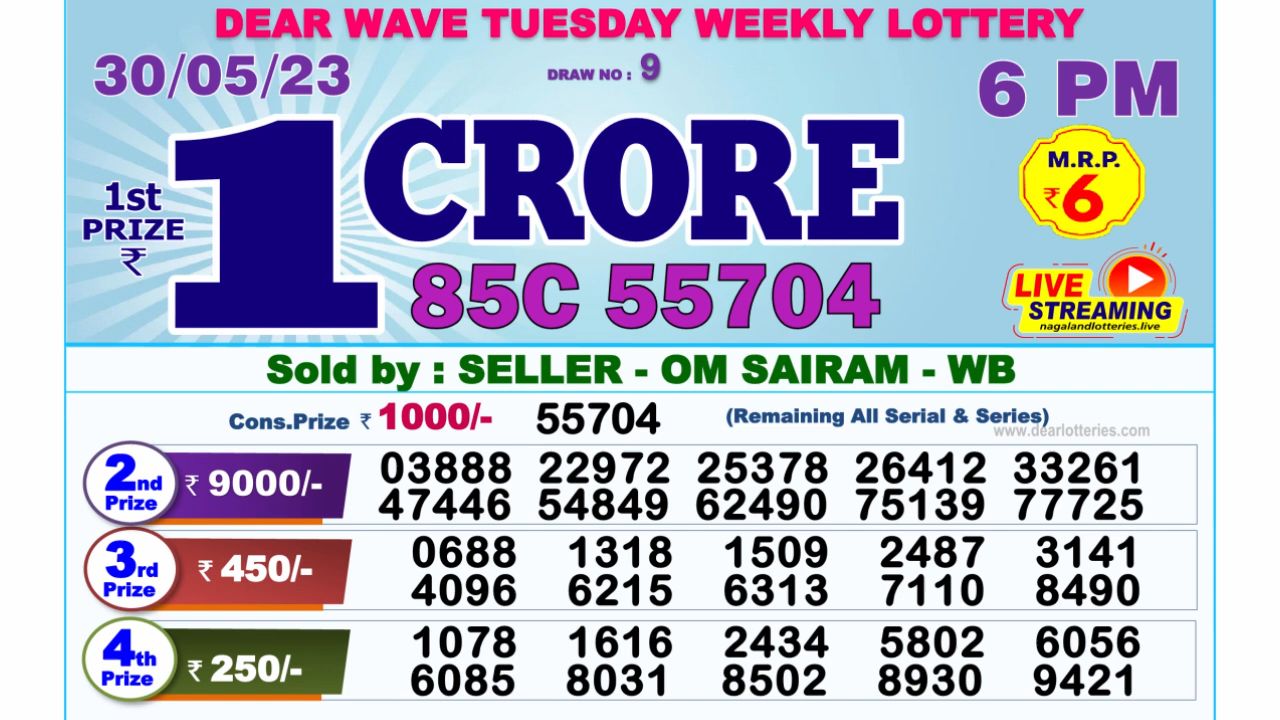 DEAR WAVE TUESDAY WEEKLY LOTTERY
30/05/23
DRAW NO : 9
6 PM
1st
PRIZE
₹
1 CRORE
85C 55704
M.R.P.
₹6
LIVE
STREAMING
nagalandlotteries.live
Sold by : SELLER - OM SAIRAM - WB
Cons.Prize ₹ 1000/- 55704 (Remaining All Serial & Series)
www.dearlotteries.com
2nd
Prize
₹ 9000/-
03888 22972 25378 26412 33261
47446 54849 62490 75139 77725
3rd
Prize
₹ 450/-
0688 1318 1509 2487 3141
4096 6215 6313 7110 8490
4th
Prize
₹ 250/-
1078 1616 2434 5802 6056
6085 8031 8502 8930 9421